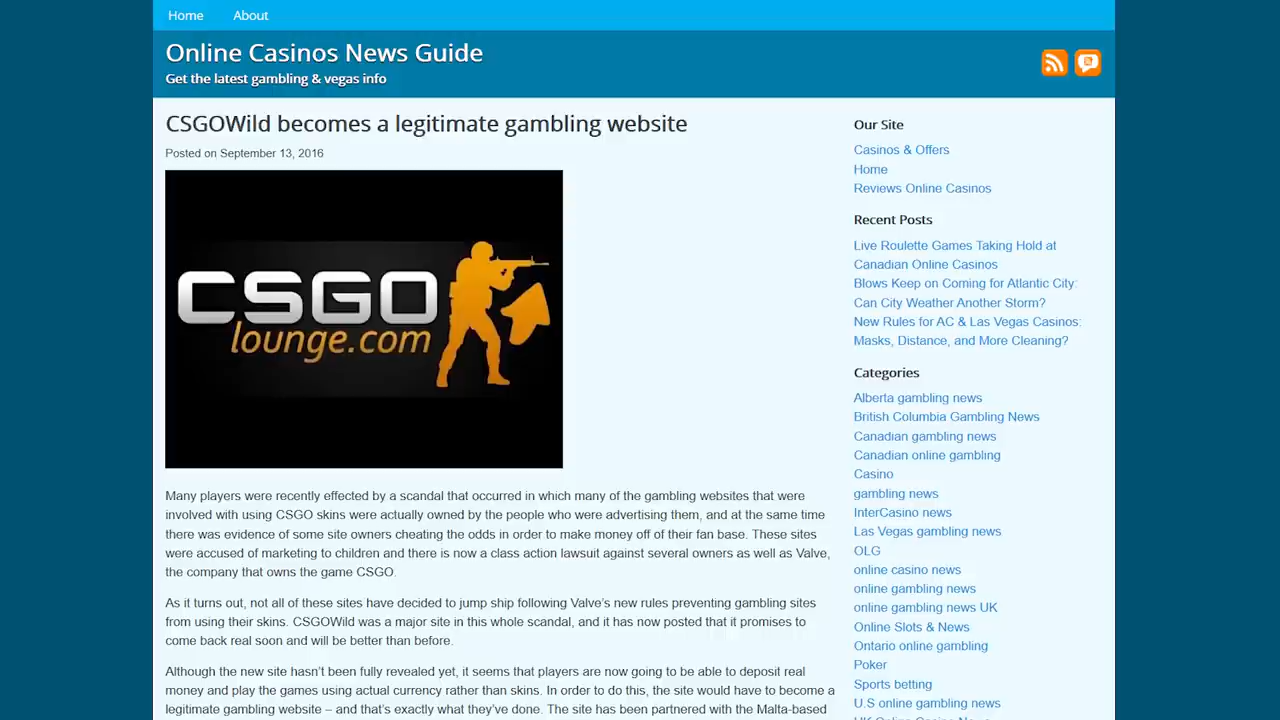 Home
About
Online Casinos News Guide
Get the latest gambling & vegas info
CSGOWild becomes a legitimate gambling website
Posted on September 13, 2016
CSGO
lounge.com
Many players were recently effected by a scandal that occurred in which many of the gambling websites that were
involved with using CSGO skins were actually owned by the people who were advertising them, and at the same time
there was evidence of some site owners cheating the odds in order to make money off of their fan base. These sites
were accused of marketing to children and there is now a class action lawsuit against several owners as well as Valve,
the company that owns the game CSGO.
As it turns out, not all of these sites have decided to jump ship following Valve's new rules preventing gambling sites
from using their skins. CSGOWild was a major site in this whole scandal, and it has now posted that it promises to
come back real soon and will be better than before.
Although the new site hasn't been fully revealed yet, it seems that players are now going to be able to deposit real
money and play the games using actual currency rather than skins. In order to do this, the site would have to become a
legitimate gambling website – and that's exactly what they've done. The site has been partnered with the Malta-based
Our Site
Casinos & Offers
Home
Reviews Online Casinos
Recent Posts
Live Roulette Games Taking Hold at
Canadian Online Casinos
Blows Keep on Coming for Atlantic City:
Can City Weather Another Storm?
New Rules for AC & Las Vegas Casinos:
Masks, Distance, and More Cleaning?
Categories
Alberta gambling news
British Columbia Gambling News
Canadian gambling news
Canadian online gambling
Casino
gambling news
InterCasino news
Las Vegas gambling news
OLG
online casino news
online gambling news
online gambling news UK
Online Slots & News
Ontario online gambling
Poker
Sports betting
U.S online gambling news